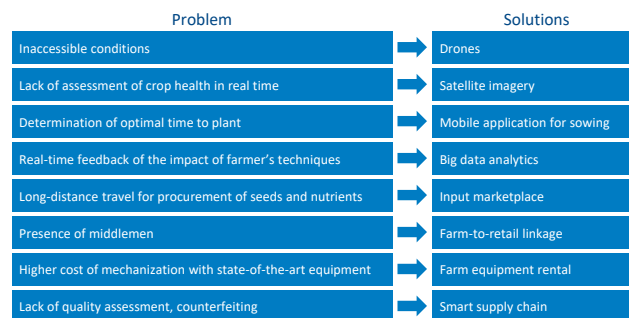 Problem
Solutions
Inaccessible conditions
Drones
Lack of assessment of crop health in real time
Satellite imagery
Determination of optimal time to plant
Mobile application for sowing
Real-time feedback of the impact of farmer's techniques
Big data analytics
Long-distance travel for procurement of seeds and nutrients
Input marketplace
Presence of middlemen
Farm-to-retail linkage
Higher cost of mechanization with state-of-the-art equipment
Farm equipment rental
Lack of quality assessment, counterfeiting
Smart supply chain